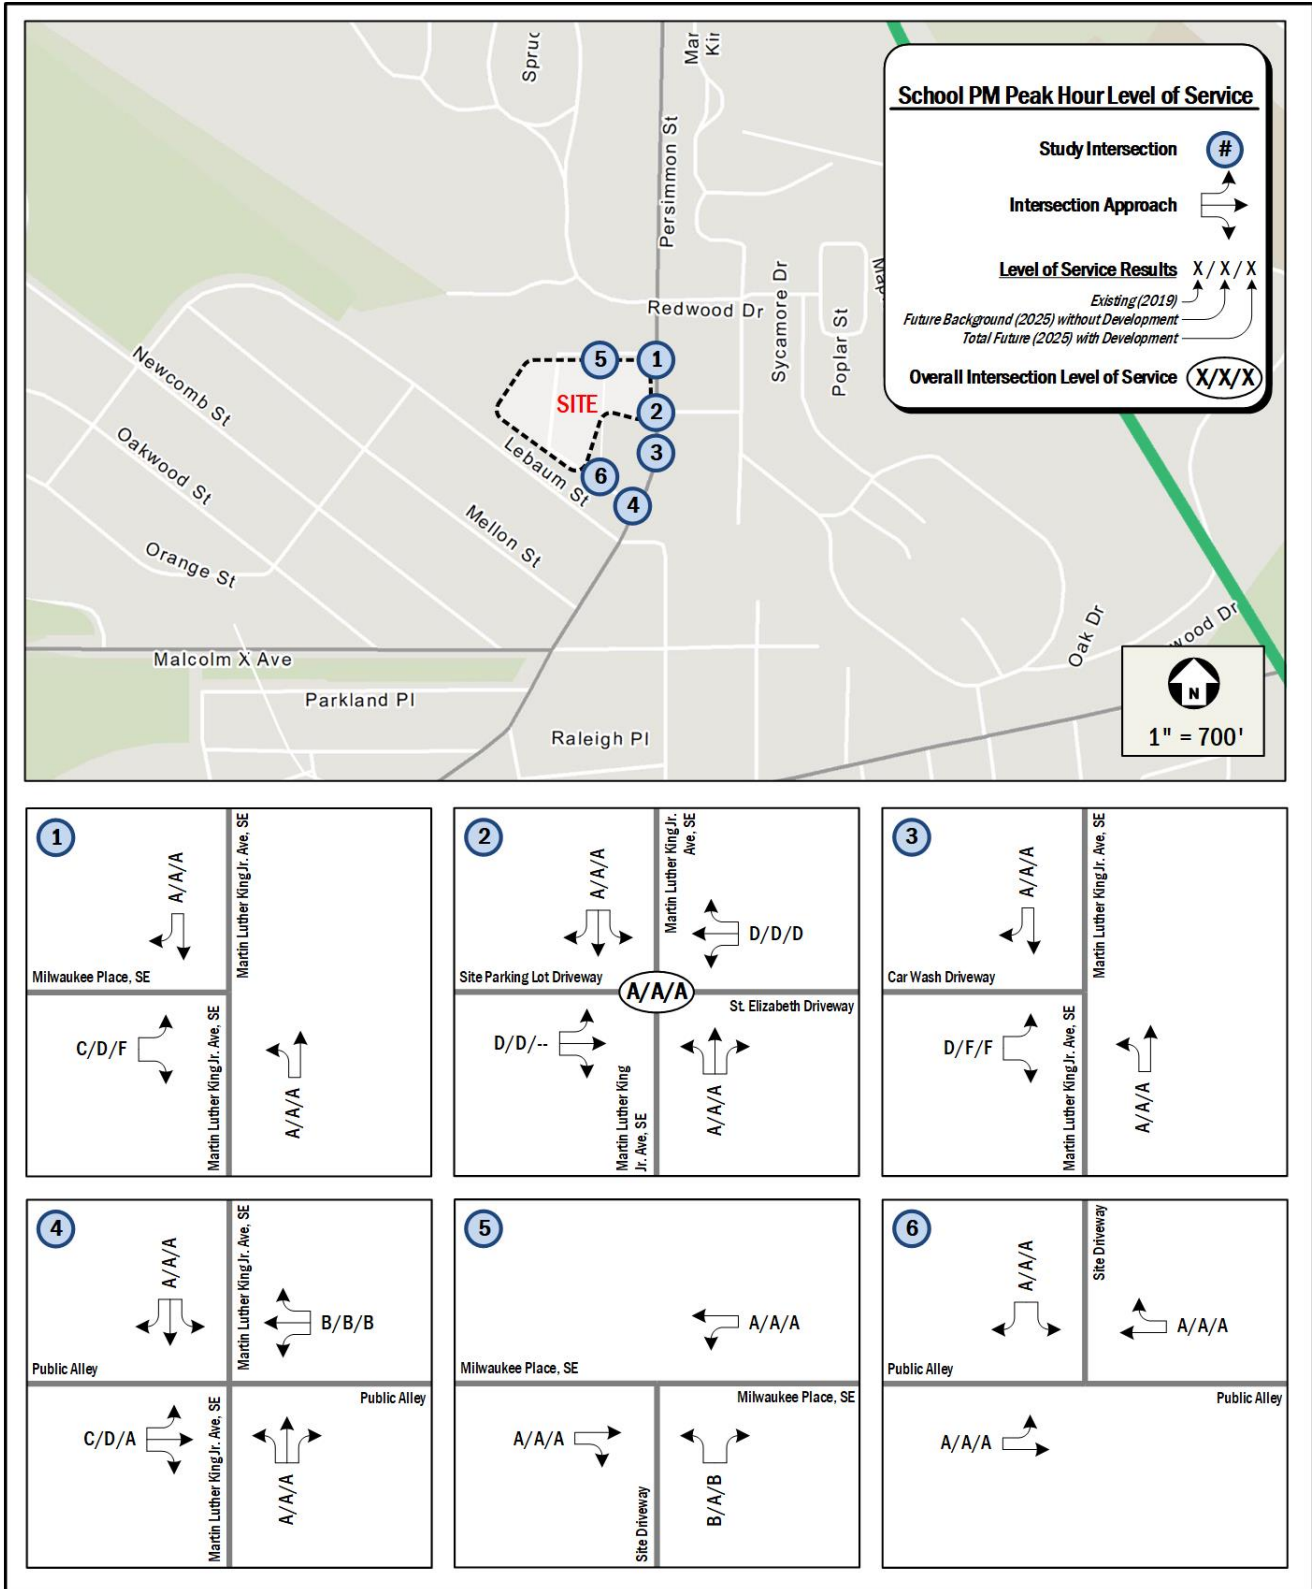 Spruc
Mar
Kir
Persimmon St
School PM Peak Hour Level of Service
Study Intersection
#
Intersection Approach
Level of Service Results X / X / X
Existing (2019)
Future Background (2025) without Development
Total Future (2025) with Development
Overall Intersection Level of Service X/X/X
Redwood Dr
Sycamore Dr
Poplar St
Newcomb St
Oakwood St
Orange St
Lebaum St
Mellon St
SITE
5
1
2
3
6
4
Malcolm X Ave
Parkland Pl
Raleigh Pl
Oak Dr
wood Dr
N
1" = 700'
1
A/A/A
Martin Luther King Jr. Ave, SE
Milwaukee Place, SE
C/D/F
Martin Luther King Jr. Ave, SE
A/A/A
2
A/A/A
Martin Luther King Jr.
Ave, SE
D/D/D
Site Parking Lot Driveway
A/A/A
St. Elizabeth Driveway
D/D/--
Martin Luther King
Jr. Ave, SE
A/A/A
3
A/A/A
Martin Luther King Jr. Ave, SE
Car Wash Driveway
D/F/F
Martin Luther King Jr. Ave, SE
A/A/A
4
A/A/A
Martin Luther King Jr. Ave, SE
B/B/B
Public Alley
Public Alley
C/D/A
Martin Luther King Jr. Ave, SE
A/A/A
5
A/A/A
Milwaukee Place, SE
Milwaukee Place, SE
A/A/A
Site Driveway
B/A/B
6
A/A/A
Site Driveway
A/A/A
Public Alley
Public Alley
A/A/A